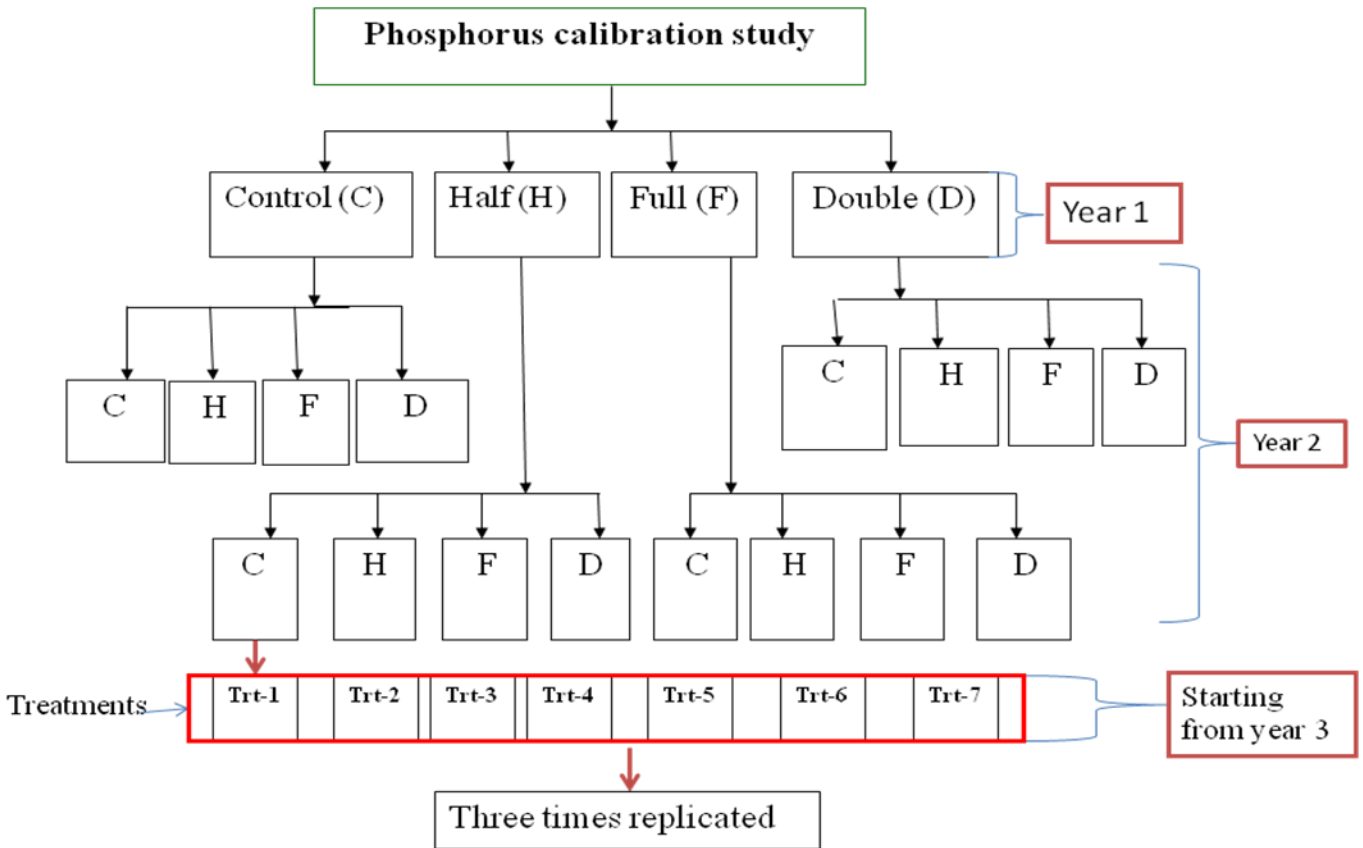 Phosphorus calibration study
Control (C)
Half (H)
Full (F)
Double (D)
Year 1
C
H
F
D
C
H
F
D
Year 2
C
H
F
D
C
H
F
D
Treatments
Trt-1
Trt-2
Trt-3
Trt-4
Trt-5
Trt-6
Trt-7
Starting
from year 3
Three times replicated